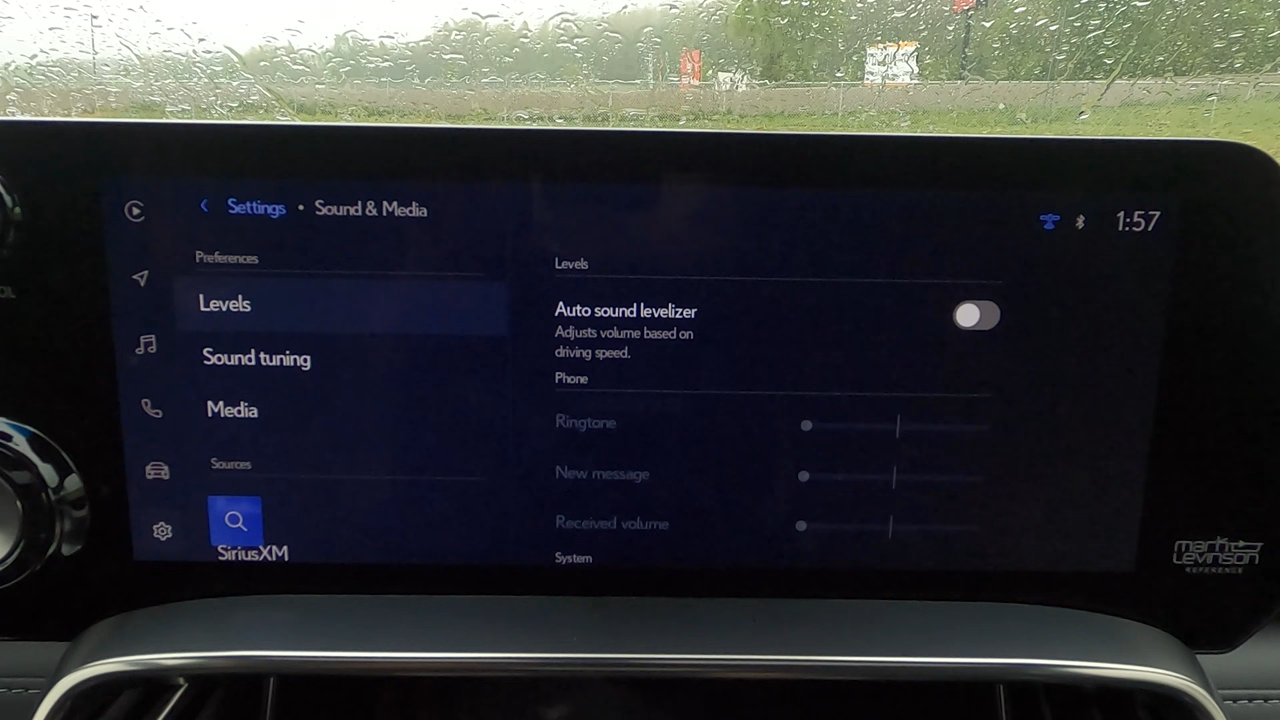 Settings • Sound & Media
1:57
Preferences
Levels
Sound tuning
Media
Sources
SiriusXM
Levels
Auto sound levelizer
Adjusts volume based on
driving speed.
Phone
Ringtone
New message
Received volume
System
mark
Levinson
REFERENCE